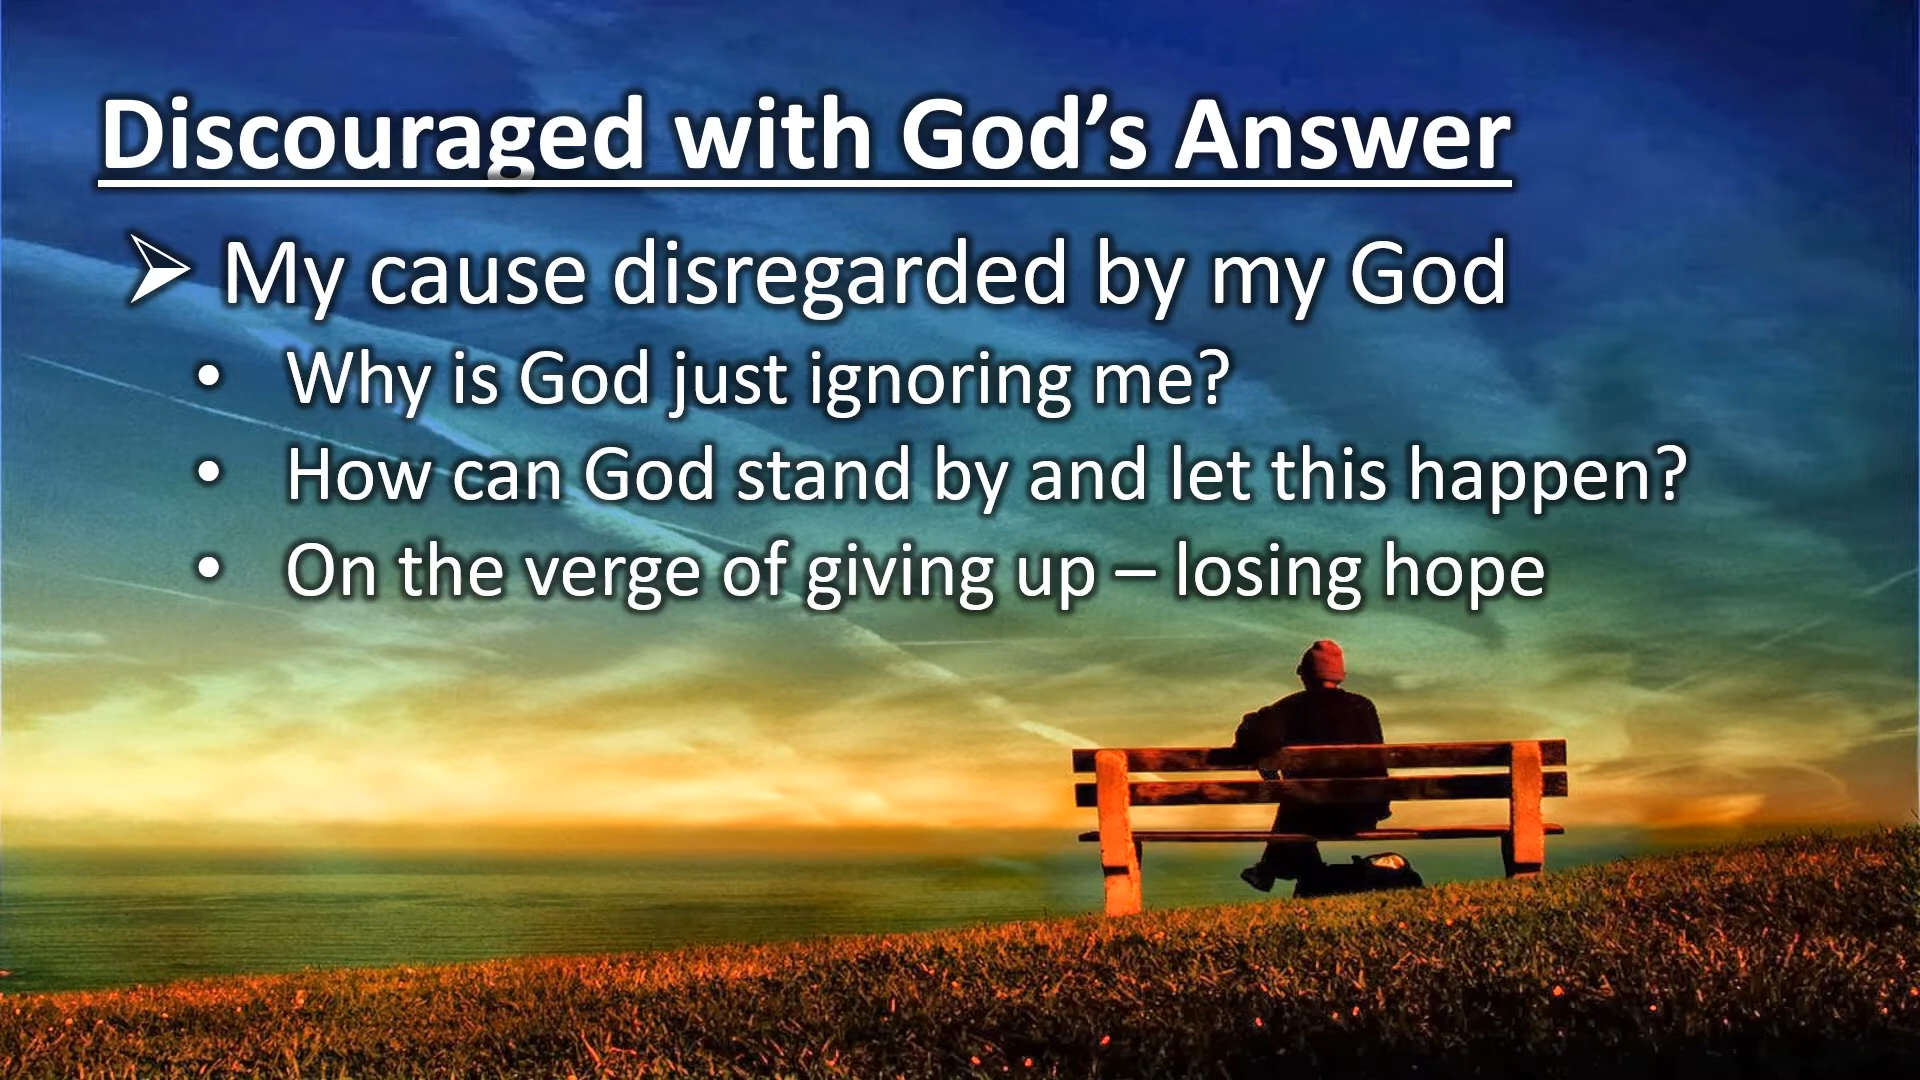 Discouraged with God’s Answer
➢ My cause disregarded by my God
• Why is God just ignoring me?
• How can God stand by and let this happen?
• On the verge of giving up – losing hope